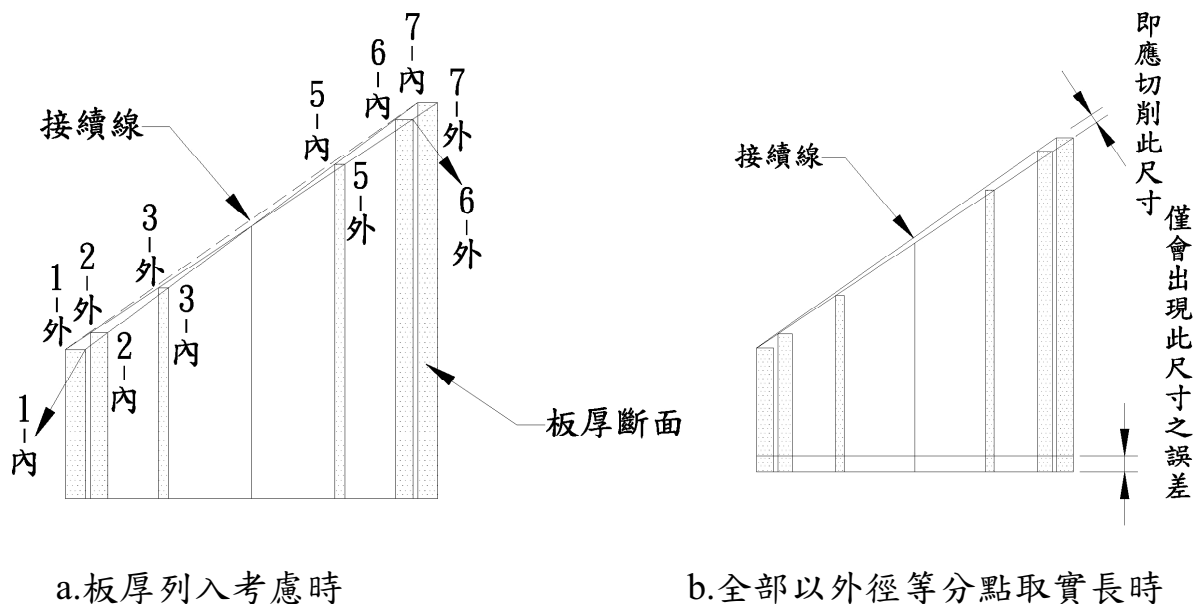 接續線
1-外
2-外
3-外
5-內
6-內
7-內
7-外
6-外
5-外
3-內
2-內
1-內
板厚斷面
a.板厚列入考慮時
接續線
即應切削此尺寸
僅會出現此尺寸之誤差
b.全部以外徑等分點取實長時